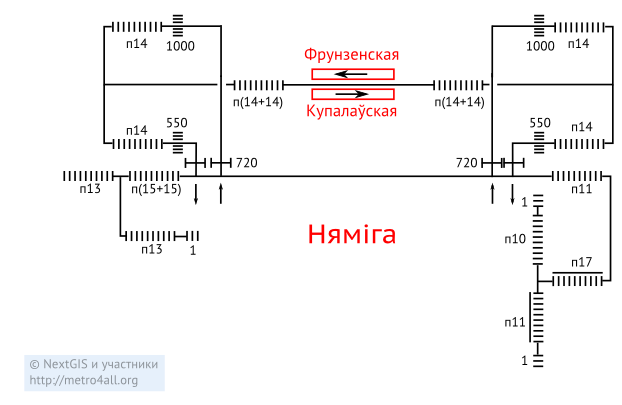 Фрунзенская
п14
1000
1000
п14
п(14+14)
п(14+14)
Купалаўская
п14
550
550
п14
720
720
п13
п(15+15)
п11
1
Няміга
п10
п13
1
п17
п11
1
© NextGIS и участники
http://metro4all.org